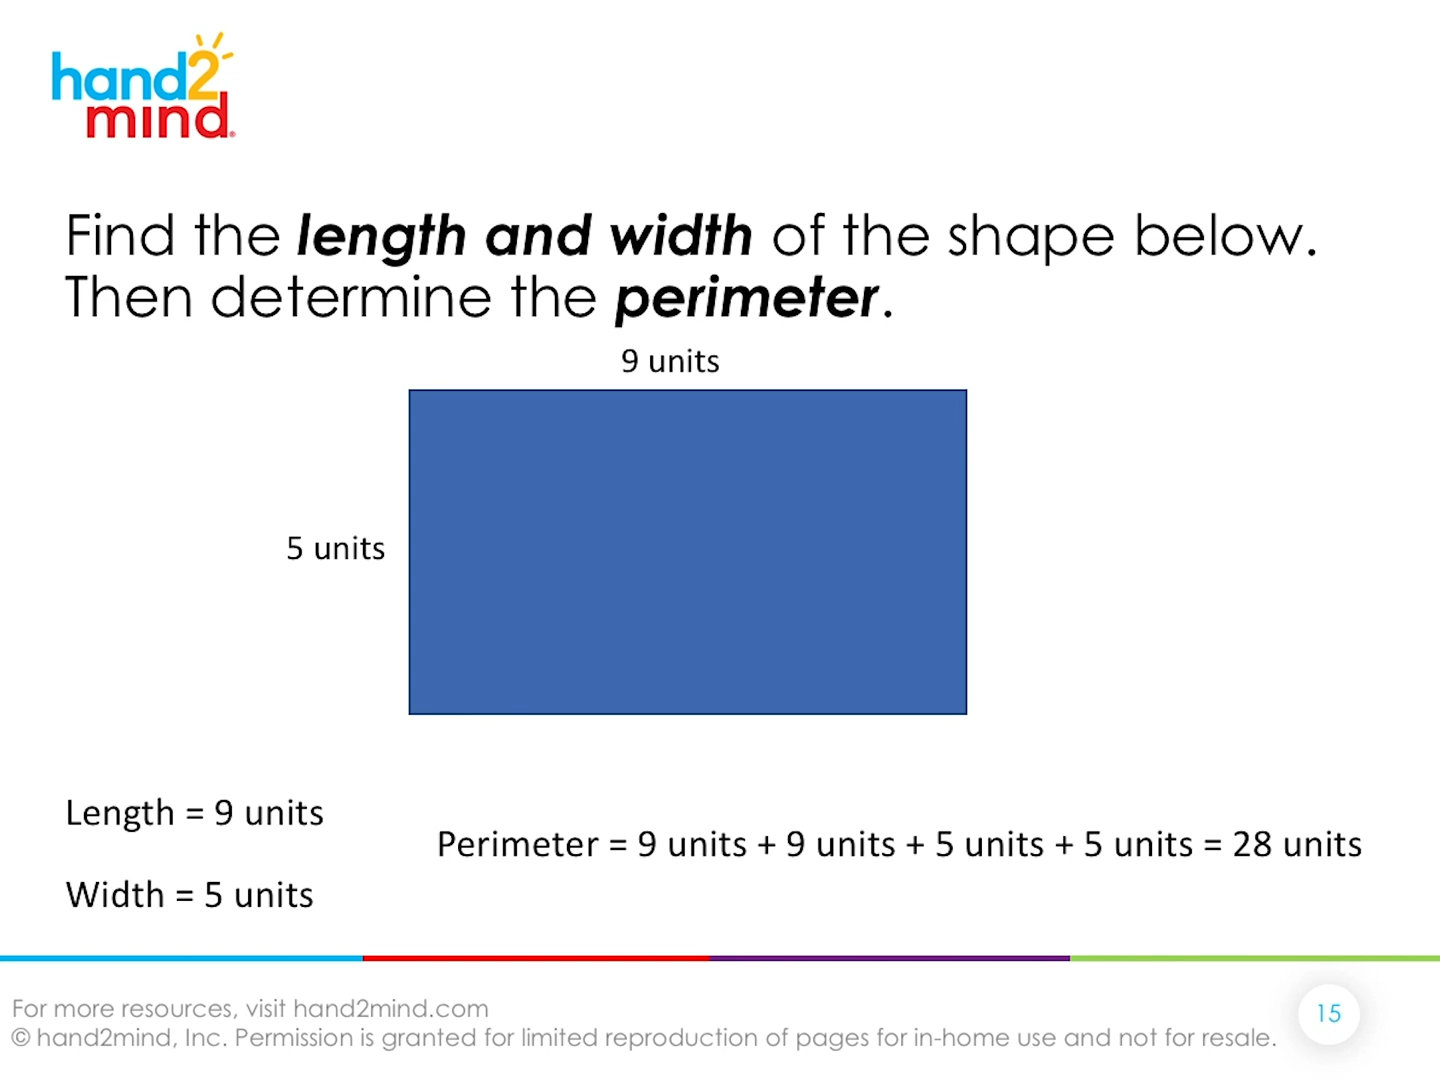 hand2
mind®
Find the length and width of the shape below.
Then determine the perimeter.
9 units
5 units
Length = 9 units
Perimeter = 9 units + 9 units + 5 units + 5 units = 28 units
Width = 5 units
For more resources, visit hand2mind.com
15
© hand2mind, Inc. Permission is granted for limited reproduction of pages for in-home use and not for resale.